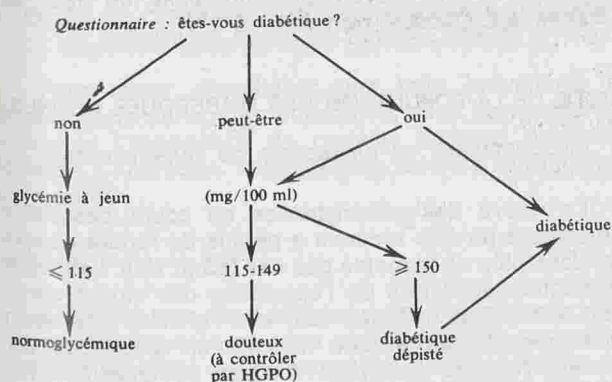 Questionnaire : êtes-vous diabétique ?
non peut-être oui
glycémie à jeun (mg/100 ml)
diabétique
≤ 115 115-149 ≥ 150
normoglycémique douteux diabétique
(à contrôler dépisté
par HGPO)